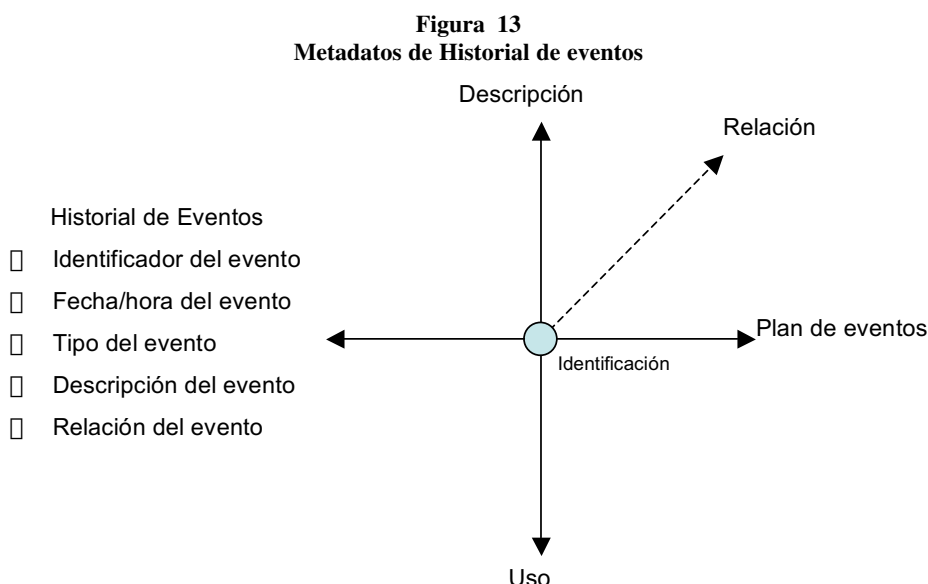 Figura 13
Metadatos de Historial de eventos
Descripción
Relación
Historial de Eventos
Identificador del evento
Fecha/hora del evento
Tipo del evento
Descripción del evento
Relación del evento
Plan de eventos
Identificación
Uso